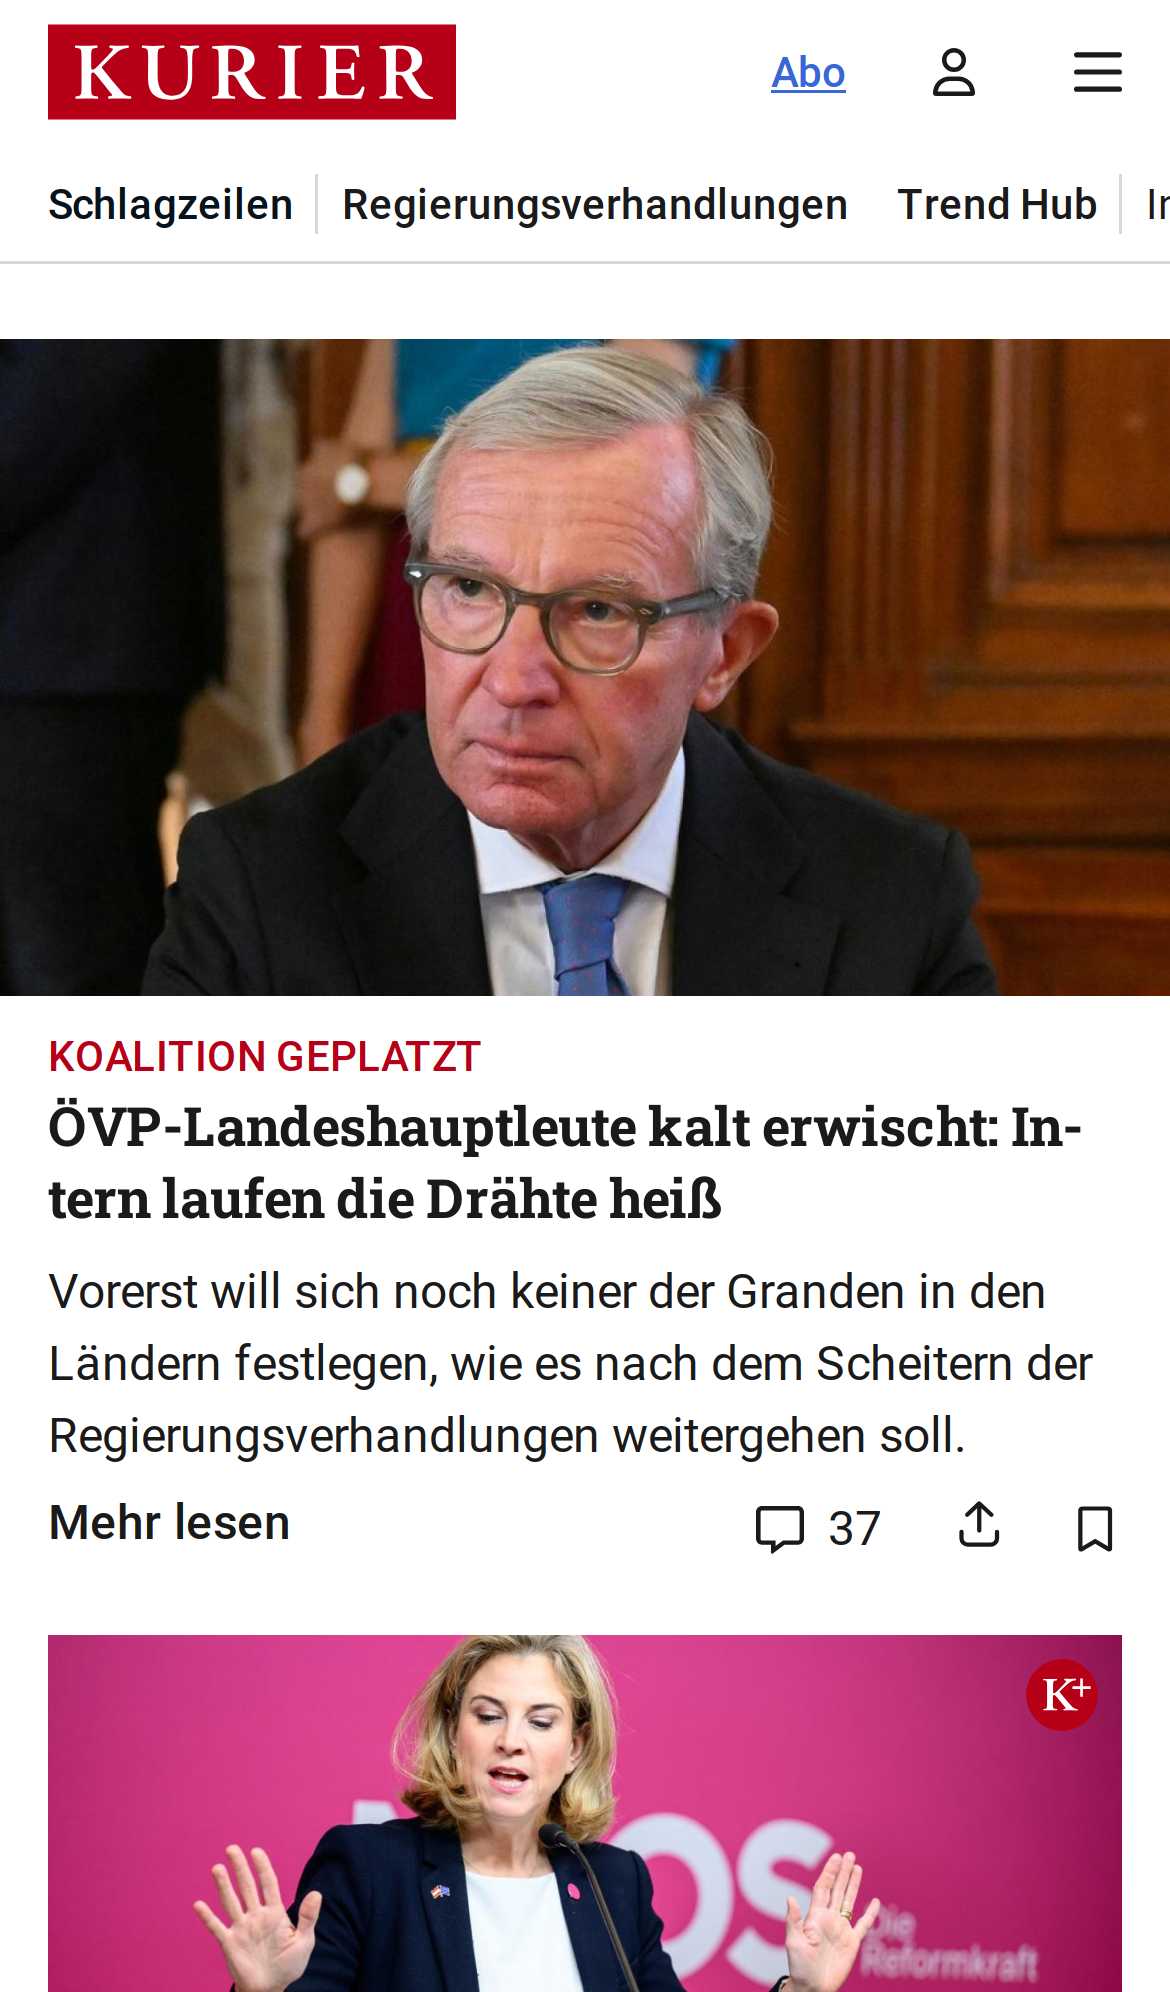 KURIER
Abo
Schlagzeilen
Regierungsverhandlungen
Trend Hub
KOALITION GEPLATZT
ÖVP-Landeshauptleute kalt erwischt: In-
tern laufen die Drähte heiß
Vorerst will sich noch keiner der Granden in den
Ländern festlegen, wie es nach dem Scheitern der
Regierungsverhandlungen weitergehen soll.
Mehr lesen
37
K+
OS
Die
Reformkraft